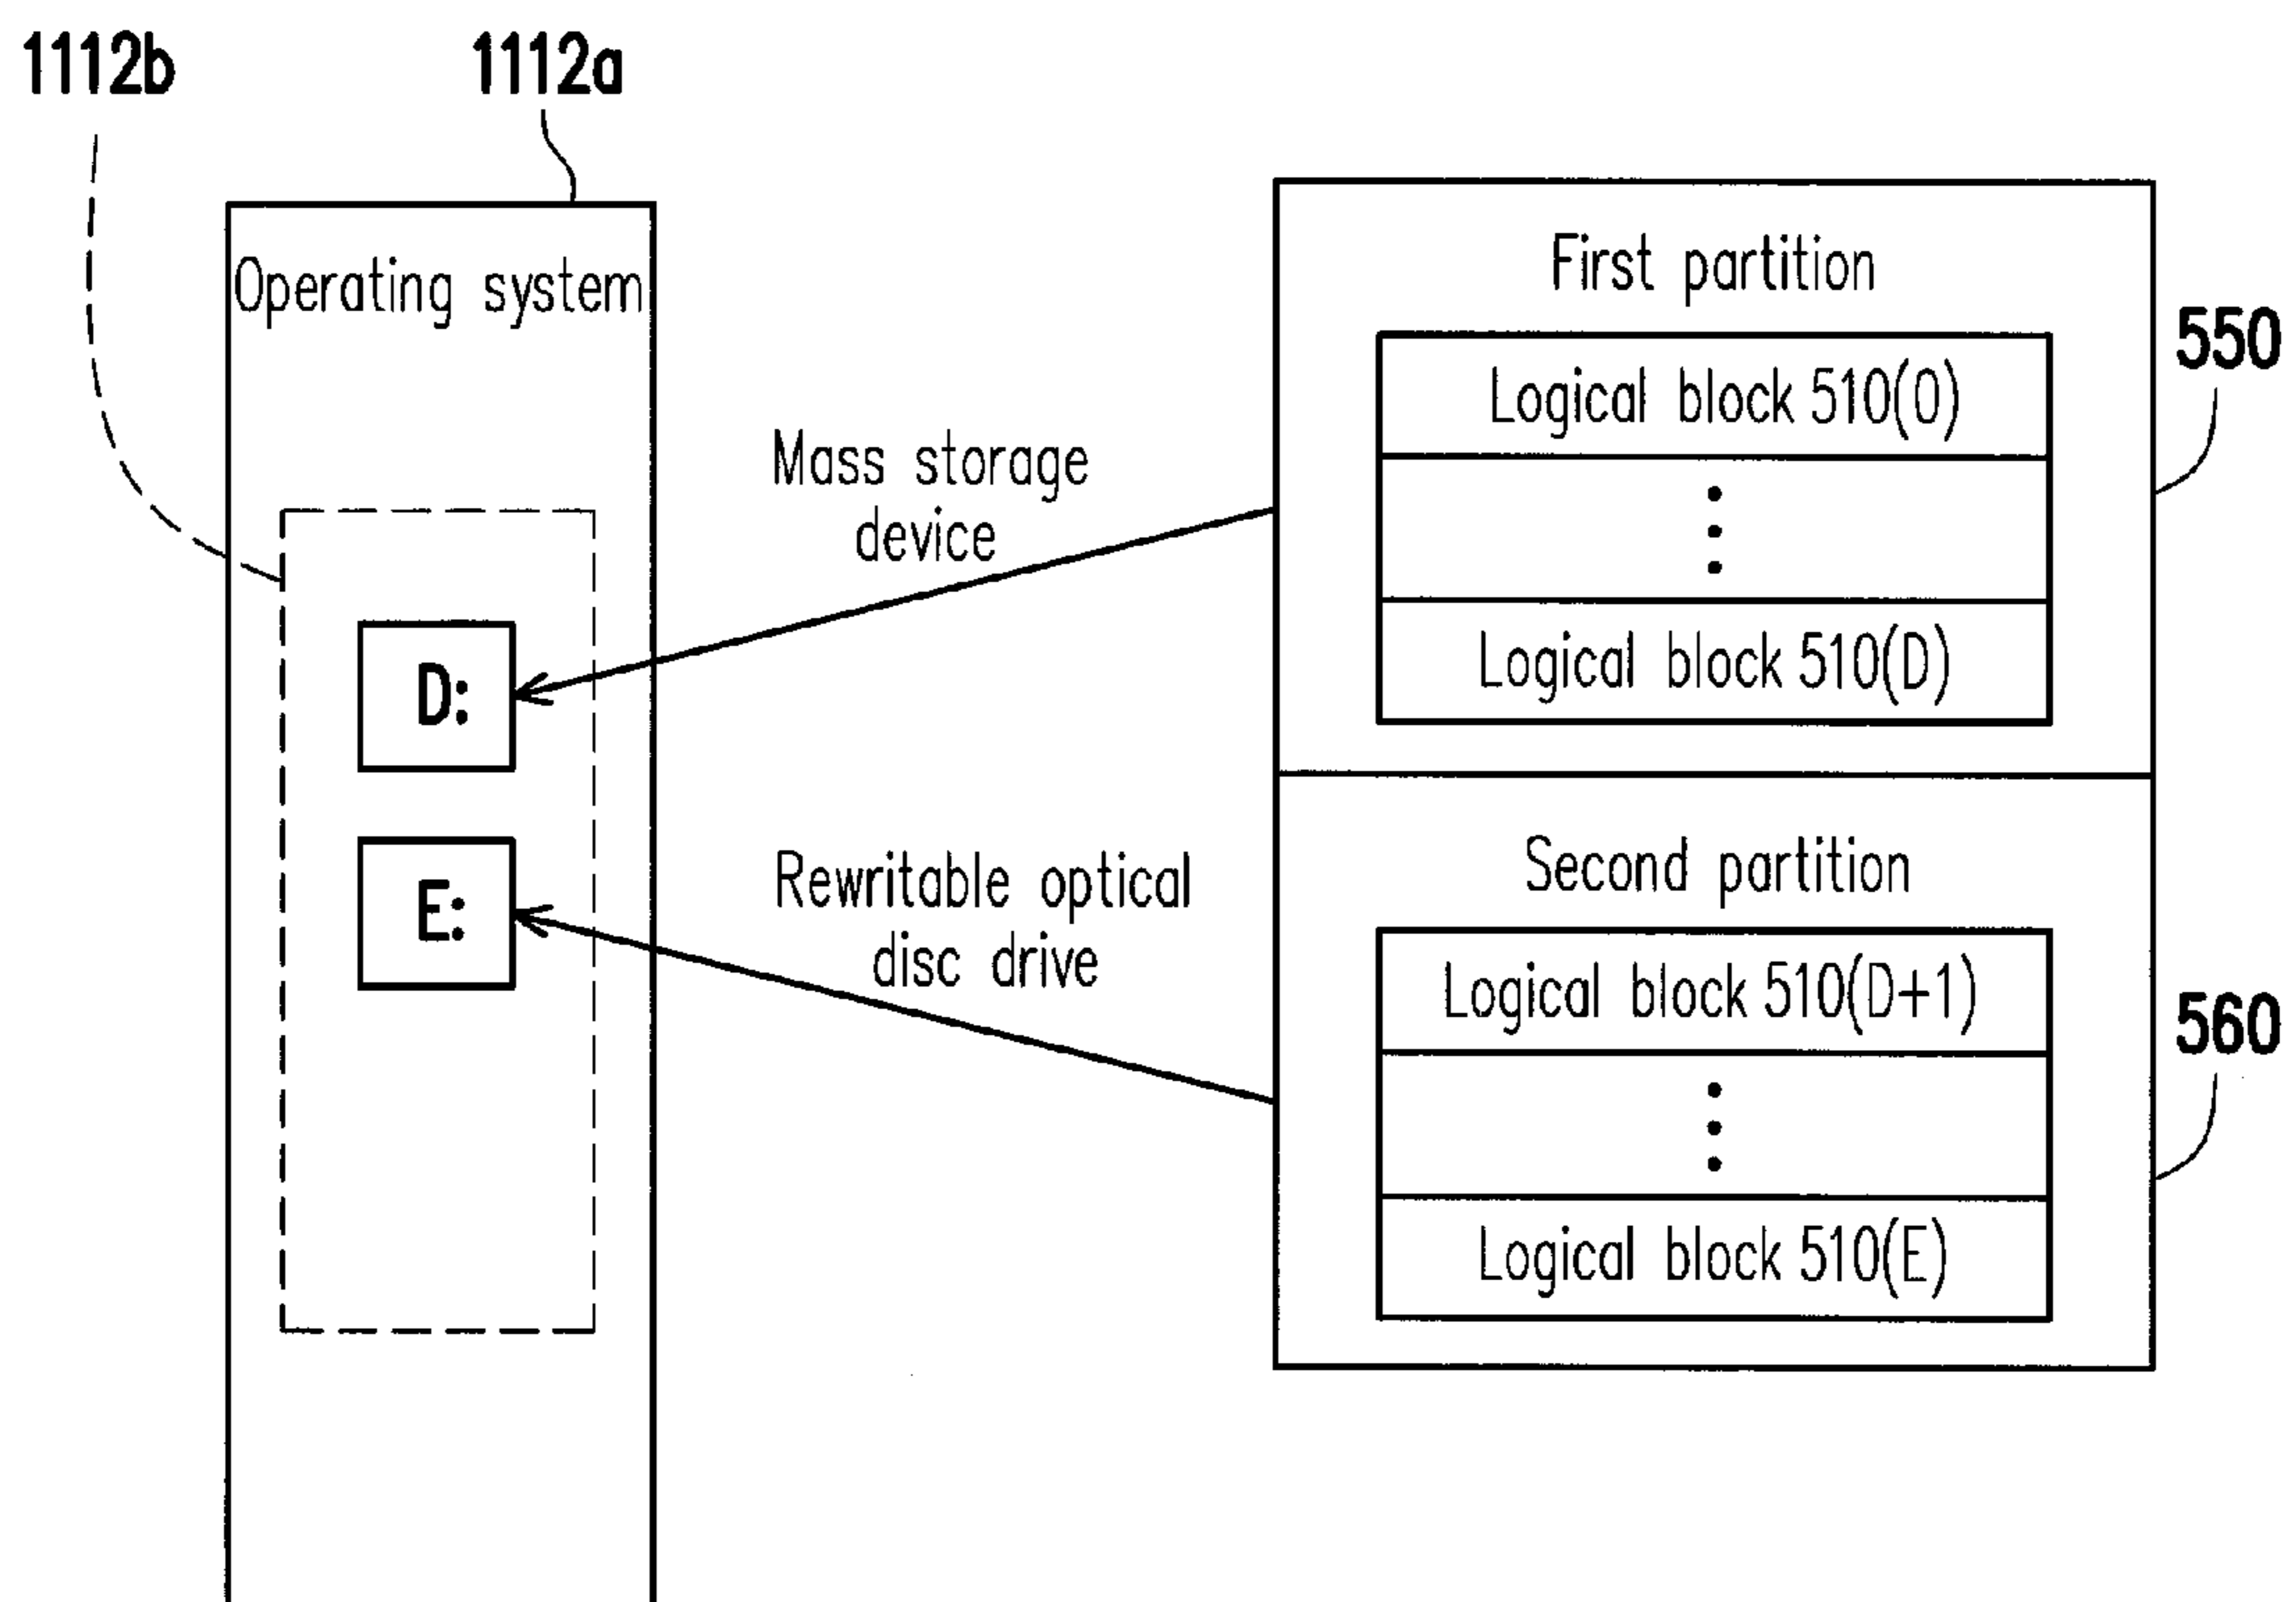 1112b
1112a
Operating system
D:
E:
Mass storage
device
Rewritable optical
disc drive
First partition
Logical block 510(0)
Logical block 510(D)
550
Second partition
Logical block 510(D+1)
Logical block 510(E)
560